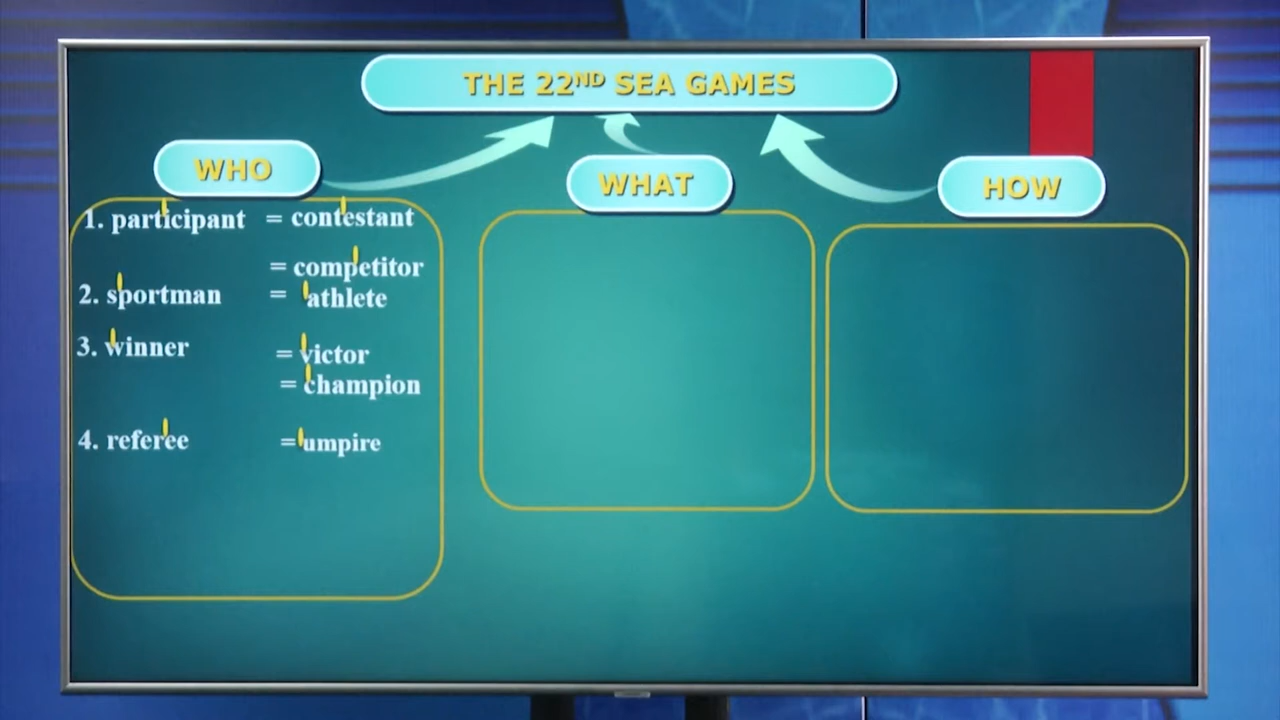 THE 22ND SEA GAMES
WHO
WHAT
HOW
1. participant = contestant
= competitor
2. sportman = athlete
3. winner = victor
= champion
4. referee = umpire